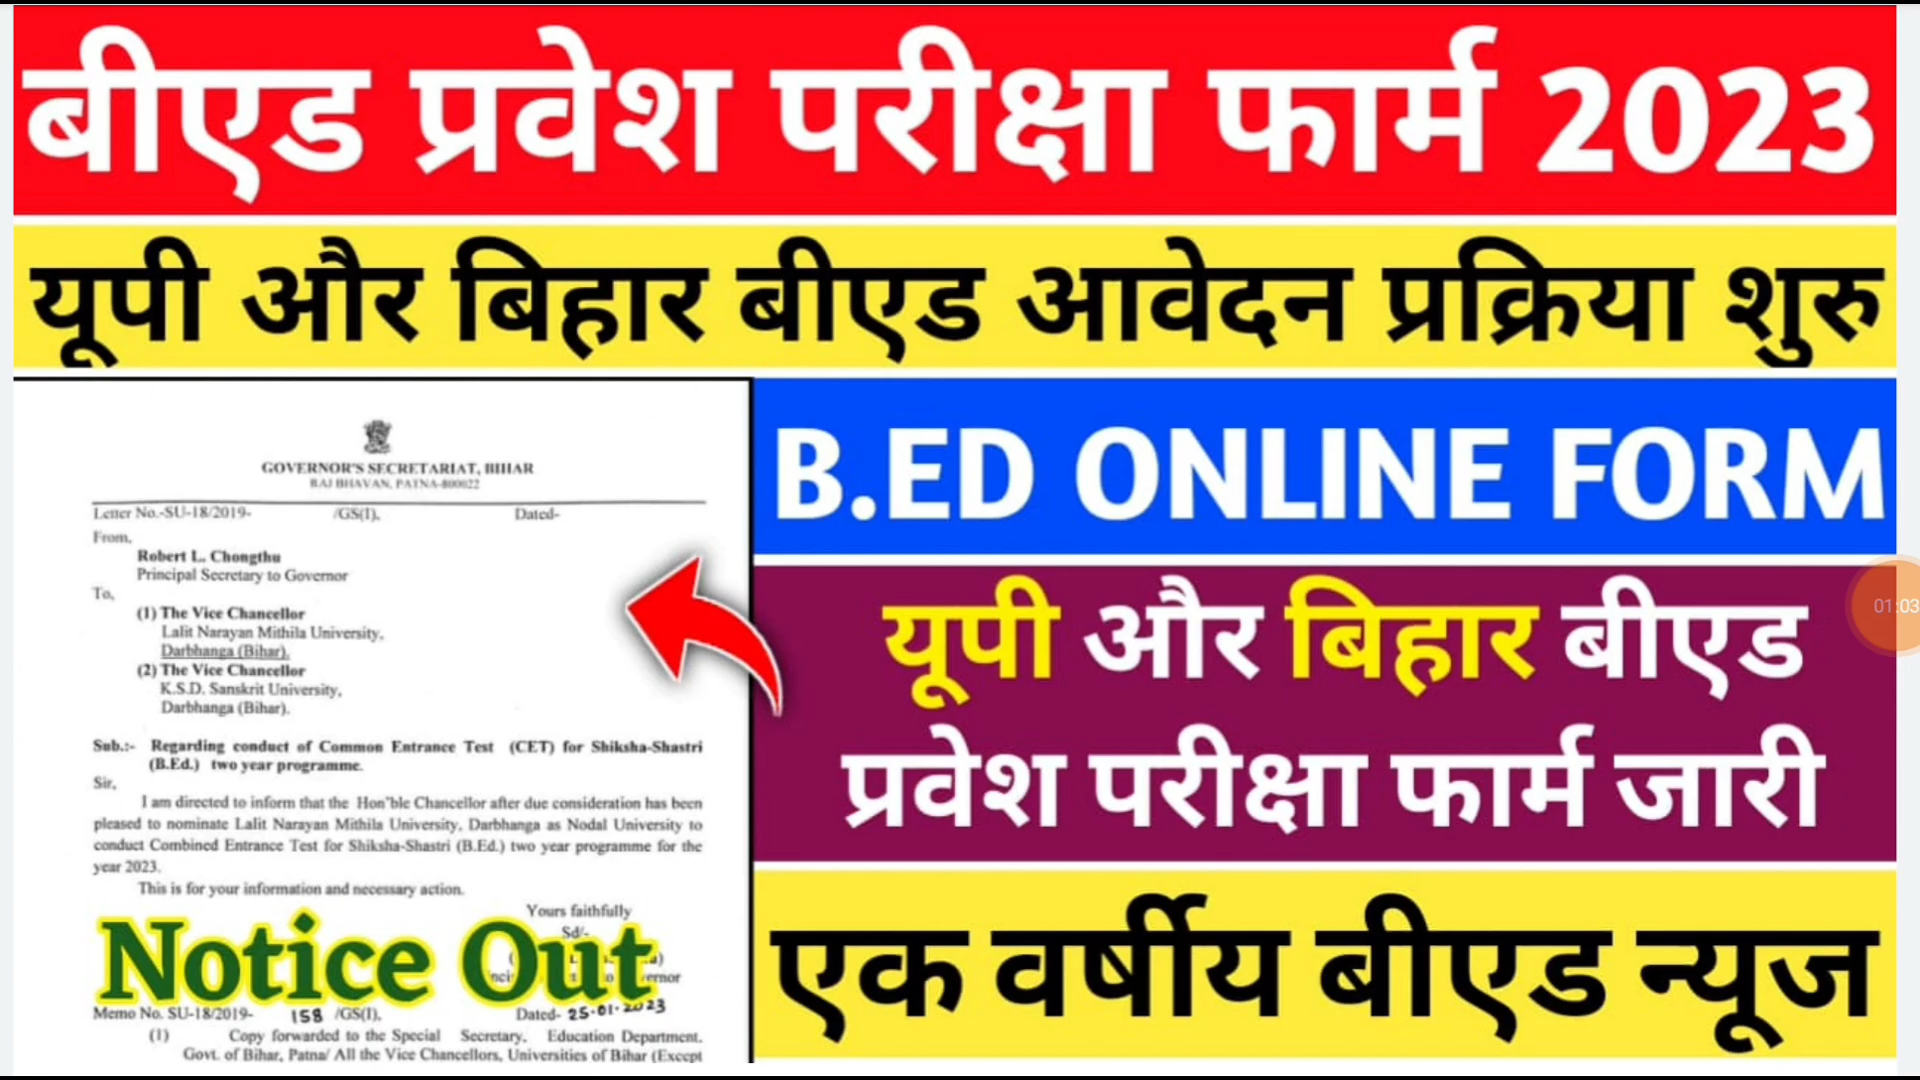 बीएड प्रवेश परीक्षा फार्म 2023
यूपी और बिहार बीएड आवेदन प्रक्रिया शुरु
GOVERNOR'S SECRETARIAT, BIHAR
RAJ BHAVAN, PATNA-800022
Letter No.-SU-18/2019- /GS(I), Dated-
From,
Robert L. Chongthu
Principal Secretary to Governor
To,
(1) The Vice Chancellor
Lalit Narayan Mithila University,
Darbhanga (Bihar).
(2) The Vice Chancellor
K.S.D. Sanskrit University,
Darbhanga (Bihar).
Sub.:- Regarding conduct of Common Entrance Test (CET) for Shiksha-Shastri
(B.Ed.) two year programme.
Sir,
I am directed to inform that the Hon'ble Chancellor after due consideration has been
pleased to nominate Lalit Narayan Mithila University, Darbhanga as Nodal University to
conduct Combined Entrance Test for Shiksha-Shastri (B.Ed.) two year programme for the
year 2023.
This is for your information and necessary action.
Yours faithfully
Sd/-
Notice Out
Memo No. SU-18/2019- 158 /GS(I), Dated- 25-01-2023
(1) Copy forwarded to the Special Secretary, Education Department,
Govt. of Bihar, Patna/ All the Vice Chancellors, Universities of Bihar (Except
B.ED ONLINE FORM
यूपी और बिहार बीएड
प्रवेश परीक्षा फार्म जारी
एक वर्षीय बीएड न्यूज
01:03